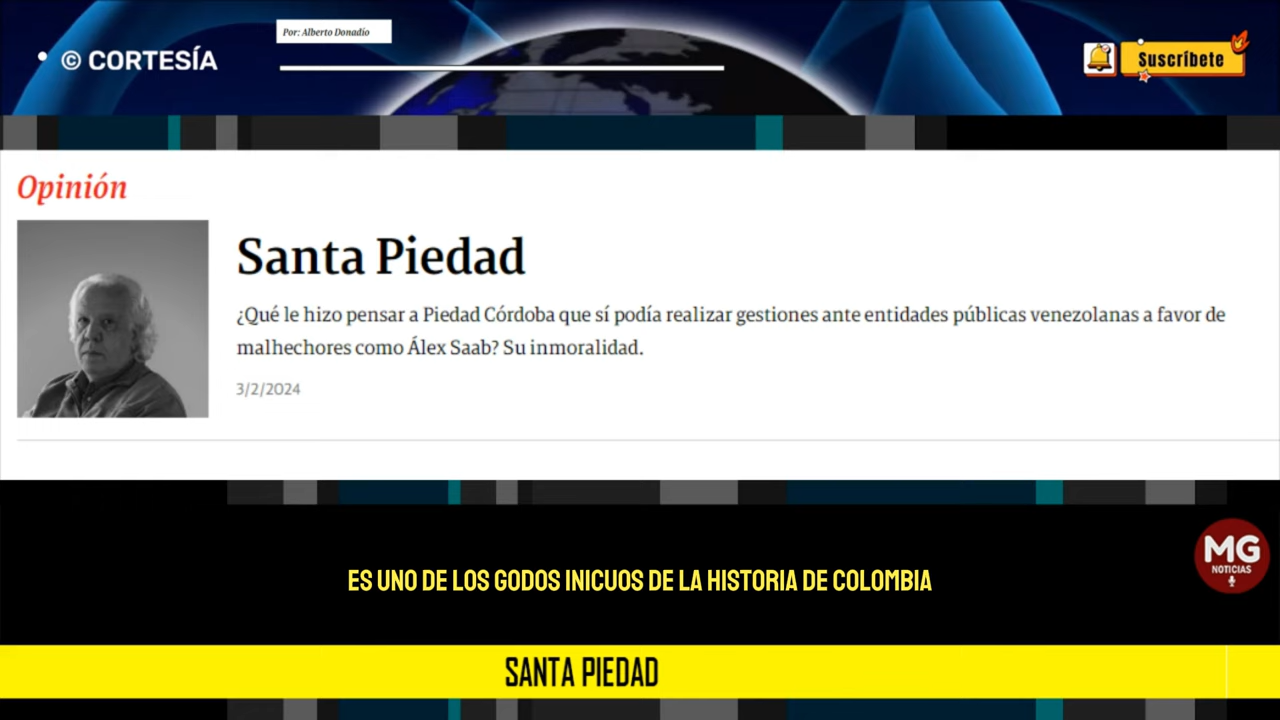 Por: Alberto Donadio
© CORTESÍA
Suscríbete
Opinión
Santa Piedad
¿Qué le hizo pensar a Piedad Córdoba que sí podía realizar gestiones ante entidades públicas venezolanas a favor de
malhechores como Álex Saab? Su inmoralidad.
3/2/2024
MG
NOTICIAS
ES UNO DE LOS GODOS INICUOS DE LA HISTORIA DE COLOMBIA
SANTA PIEDAD